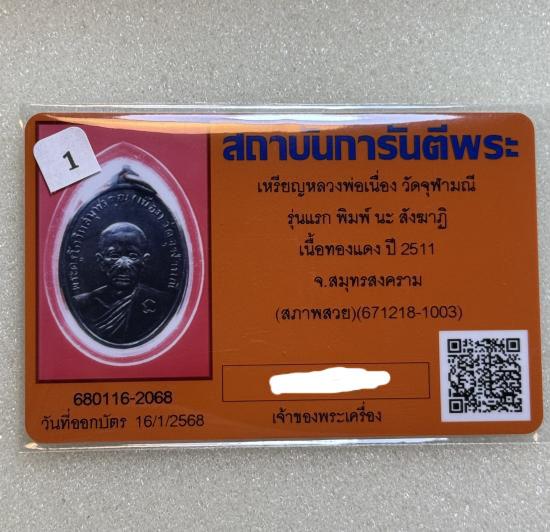 1
สถาบันการันตีพระ
เหรียญหลวงพ่อเนื่อง วัดจุฬามณี
รุ่นแรก พิมพ์ นะ สังฆาฏิ
เนื้อทองแดง ปี 2511
จ.สมุทรสงคราม
(สภาพสวย)(671218-1003)
680116-2068
วันที่ออกบัตร 16/1/2568
เจ้าของพระเครื่อง